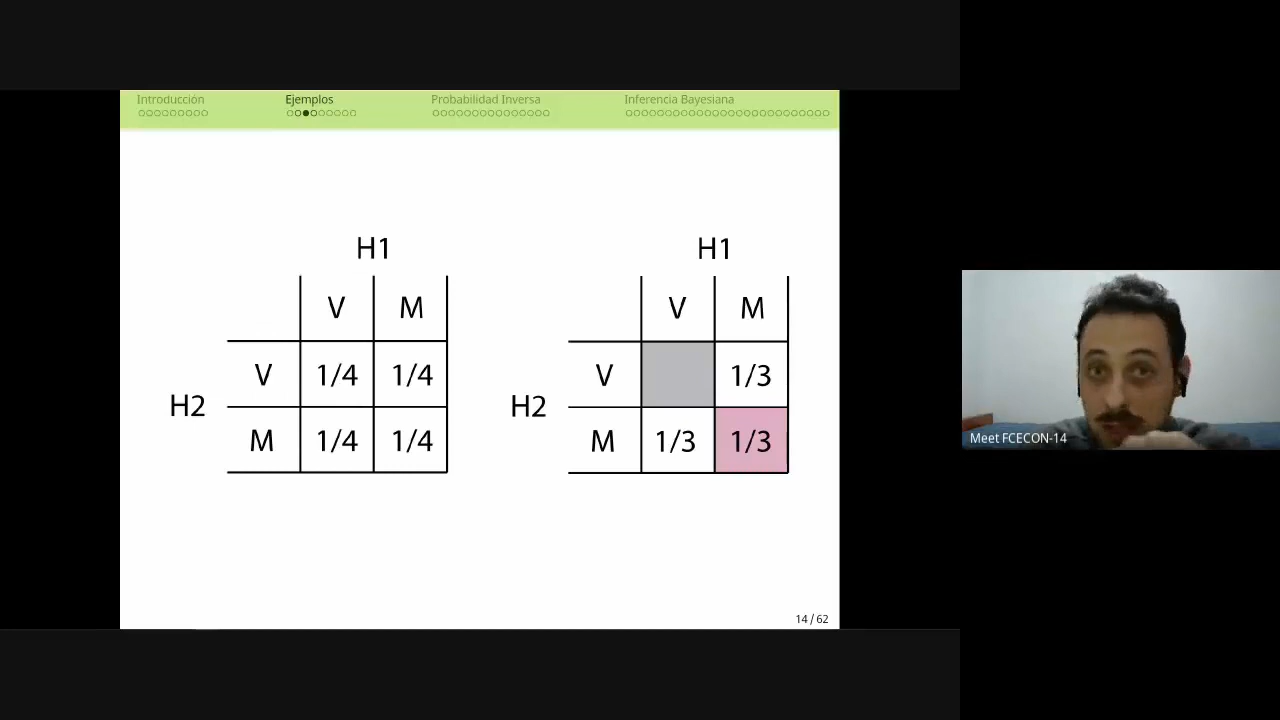 Introducción Ejemplos Probabilidad Inversa Inferencia Bayesiana
H1 H1
V M V M
V 1/4 1/4 V 1/3
H2 H2
M 1/4 1/4 M 1/3 1/3
Meet FCECON-14
14 / 62